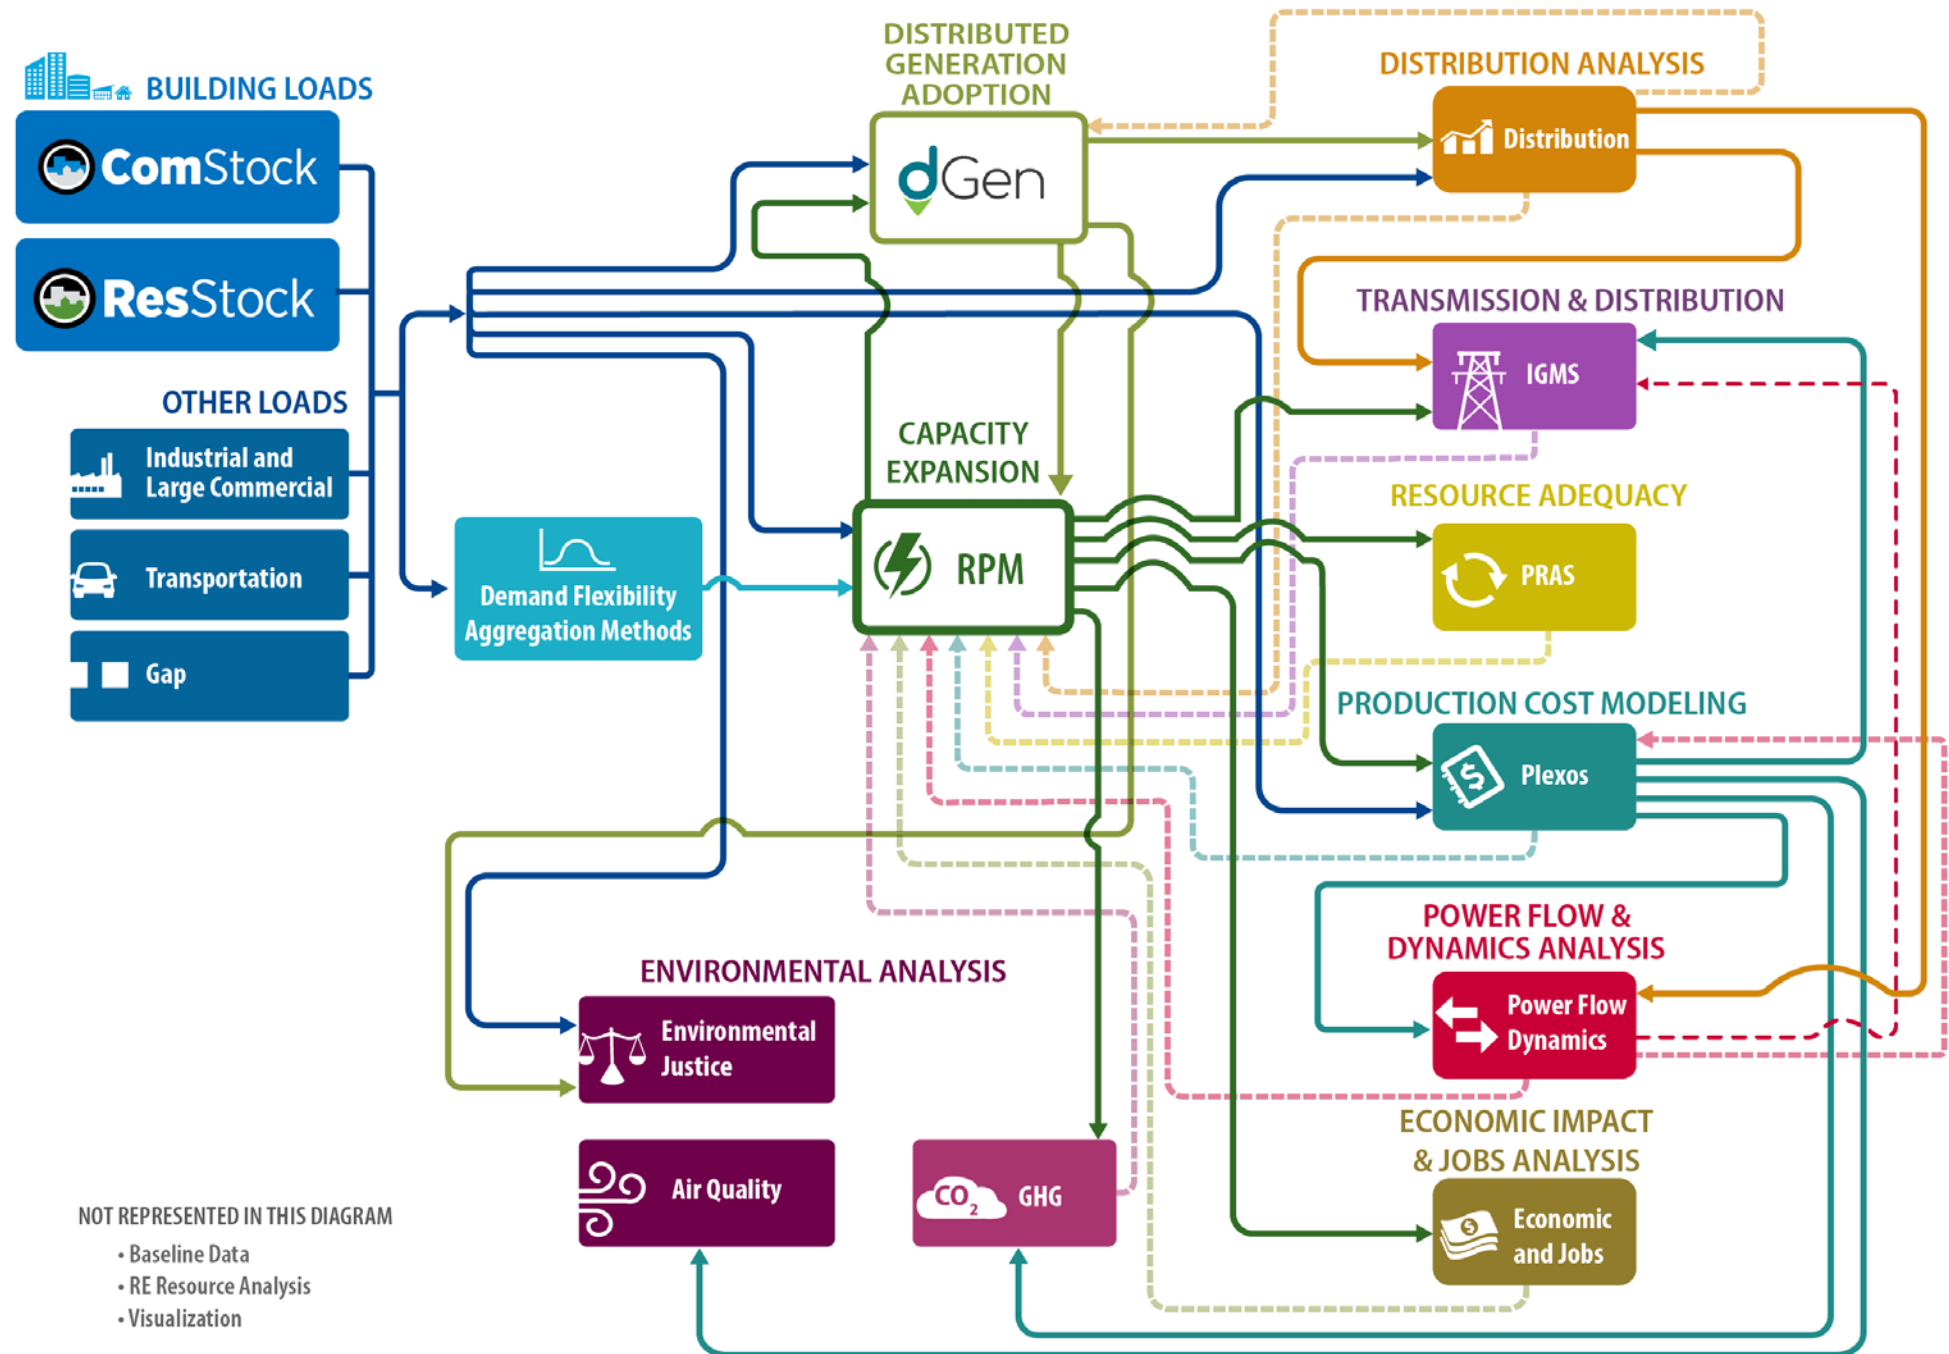 BUILDING LOADS
ComStock
ResStock
OTHER LOADS
Industrial and
Large Commercial
Transportation
Gap
Demand Flexibility
Aggregation Methods
DISTRIBUTED
GENERATION
ADOPTION
dGen
CAPACITY
EXPANSION
RPM
DISTRIBUTION ANALYSIS
Distribution
TRANSMISSION & DISTRIBUTION
IGMS
RESOURCE ADEQUACY
PRAS
PRODUCTION COST MODELING
$
Plexos
POWER FLOW &
DYNAMICS ANALYSIS
Power Flow
Dynamics
ECONOMIC IMPACT
& JOBS ANALYSIS
$
Economic
and Jobs
ENVIRONMENTAL ANALYSIS
Environmental
Justice
Air Quality
CO2
GHG
NOT REPRESENTED IN THIS DIAGRAM
• Baseline Data
• RE Resource Analysis
• Visualization